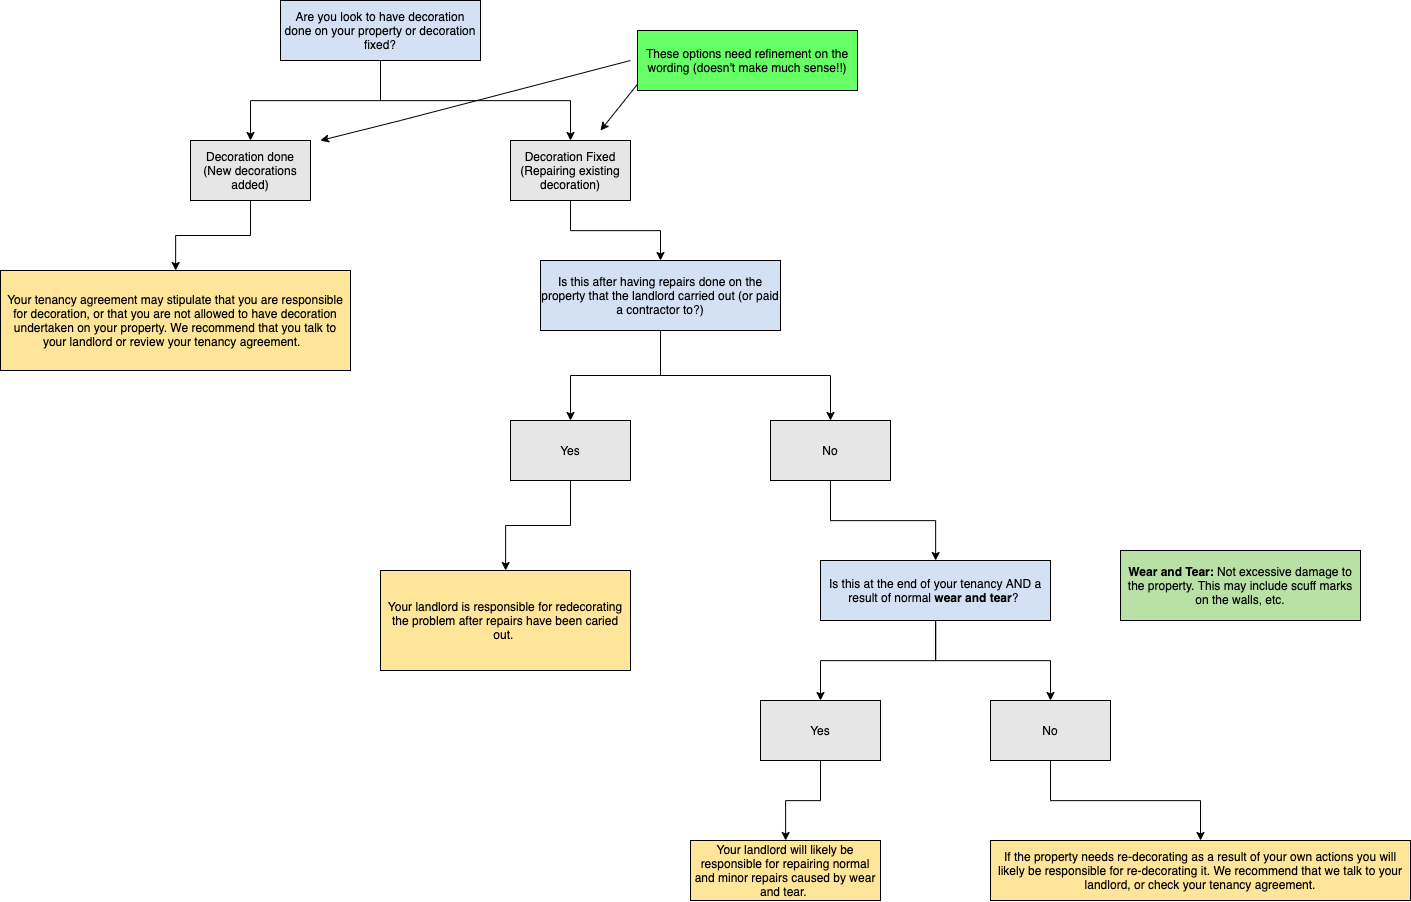 Are you look to have decoration
done on your property or decoration
fixed?
These options need refinement on the
wording (doesn't make much sense!!)
Decoration done
(New decorations
added)
Decoration Fixed
(Repairing existing
decoration)
Your tenancy agreement may stipulate that you are responsible
for decoration, or that you are not allowed to have decoration
undertaken on your property. We recommend that you talk to
your landlord or review your tenancy agreement.
Is this after having repairs done on the
property that the landlord carried out (or paid
a contractor to?)
Yes
No
Your landlord is responsible for redecorating
the problem after repairs have been caried
out.
Is this at the end of your tenancy AND a
result of normal wear and tear?
Wear and Tear: Not excessive damage to
the property. This may include scuff marks
on the walls, etc.
Yes
No
Your landlord will likely be
responsible for repairing normal
and minor repairs caused by wear
and tear.
If the property needs re-decorating as a result of your own actions you will
likely be responsible for re-decorating it. We recommend that we talk to your
landlord, or check your tenancy agreement.